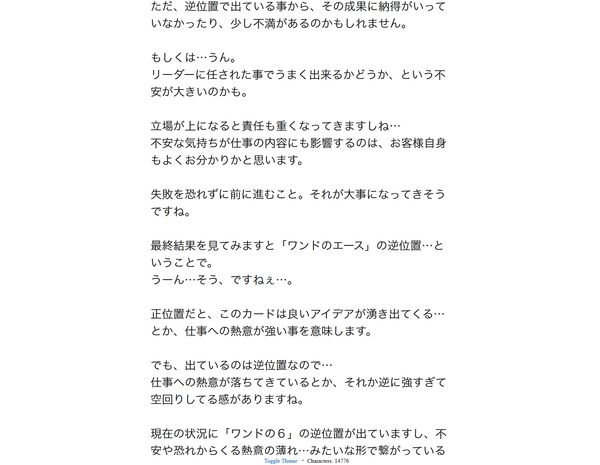 ただ、逆位置で出ている事から、その成果に納得がいって
いなかったり、少し不満があるのかもしれません。
もしくは…うん。
リーダーに任された事でうまく出来るかどうか、という不
安が大きいのかも。
立場が上になると責任も重くなってきますしね…
不安な気持ちが仕事の内容にも影響するのは、お客様自身
もよくお分かりかと思います。
失敗を恐れずに前に進むこと。それが大事になってきそう
ですね。
最終結果を見てみますと「ワンドのエース」の逆位置…と
いうことで。
うーん…そう、ですねぇ…。
正位置だと、このカードは良いアイデアが湧き出てくる…
とか、仕事への熱意が強い事を意味します。
でも、出ているのは逆位置なので…
仕事への熱意が落ちてきているとか、それか逆に強すぎて
空回りしてる感がありますね。
現在の状況に「ワンドの６」の逆位置が出ていますし、不
安や恐れからくる熱意の薄れ…みたいな形で繋がっている
Toggle Theme ・ Characters: 14776